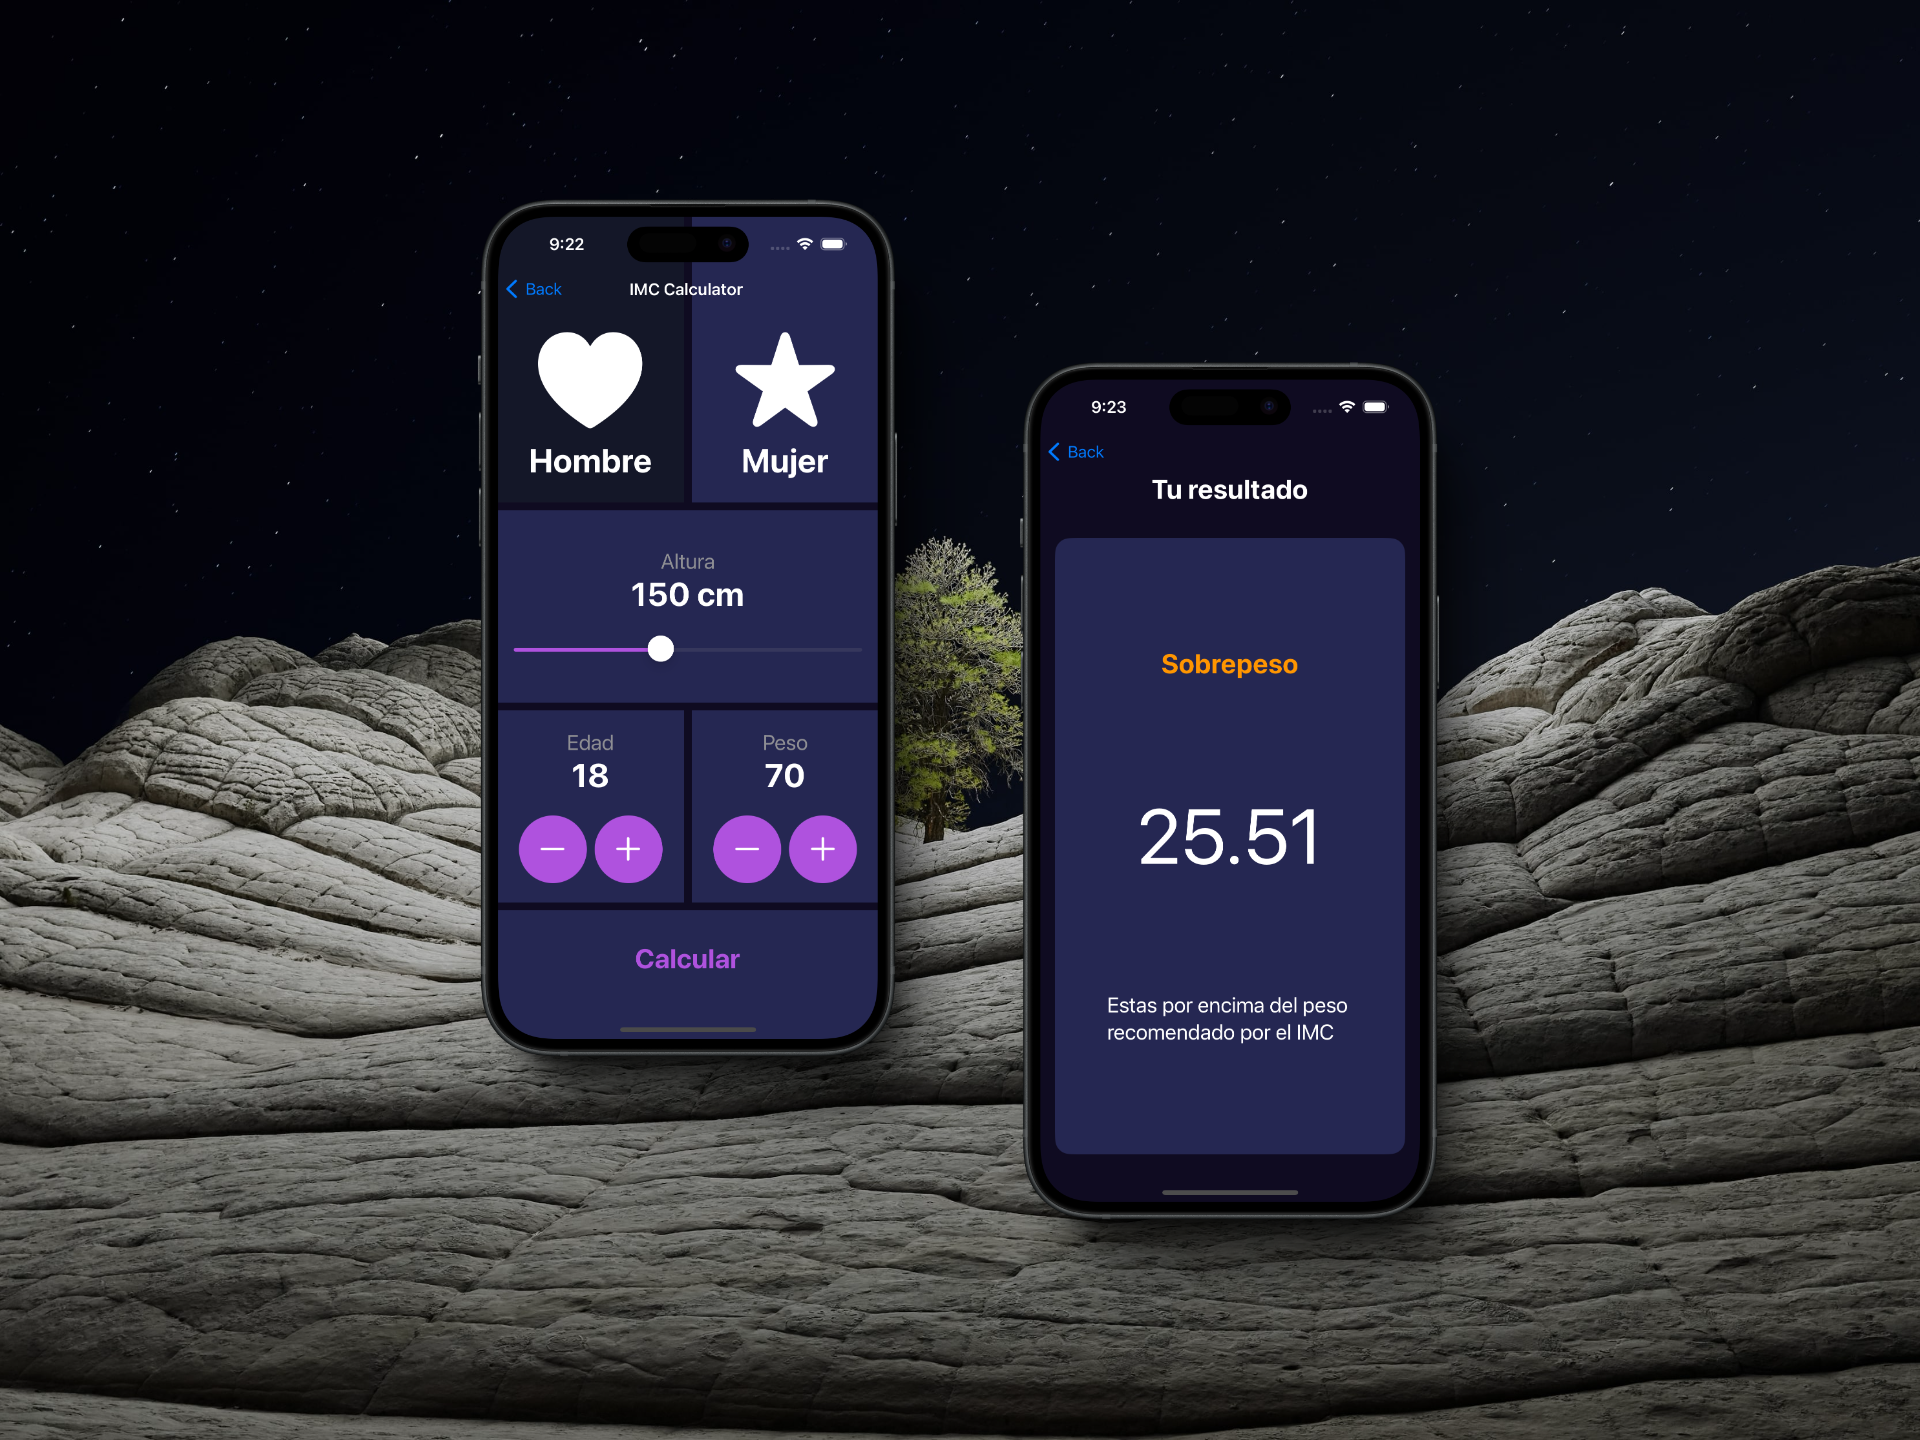 9:22
Back
IMC Calculator
Hombre
Mujer
Altura
150 cm
Edad
18
Peso
70
Calcular
9:23
Back
Tu resultado
Sobrepeso
25.51
Estas por encima del peso
recomendado por el IMC